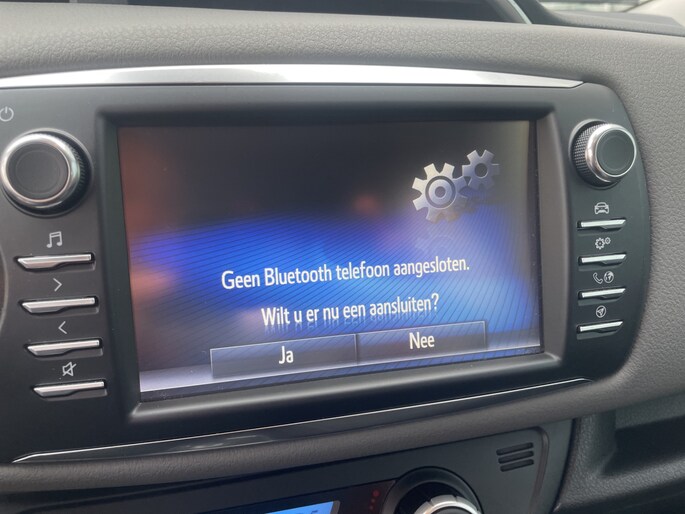 Geen Bluetooth telefoon aangesloten.
Wilt u er nu een aansluiten?
Ja
Nee